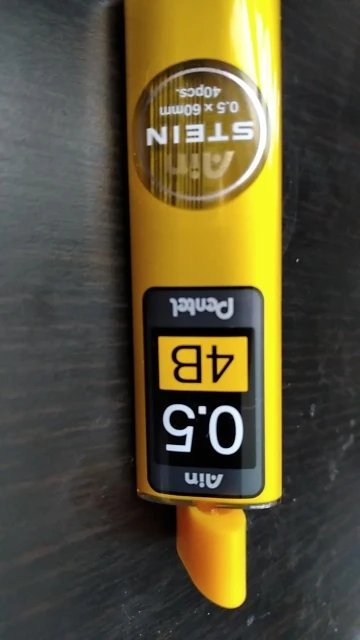 Ain
0.5
4B
Pentel
Ain
STEIN
0.5 x 60mm
40pcs.